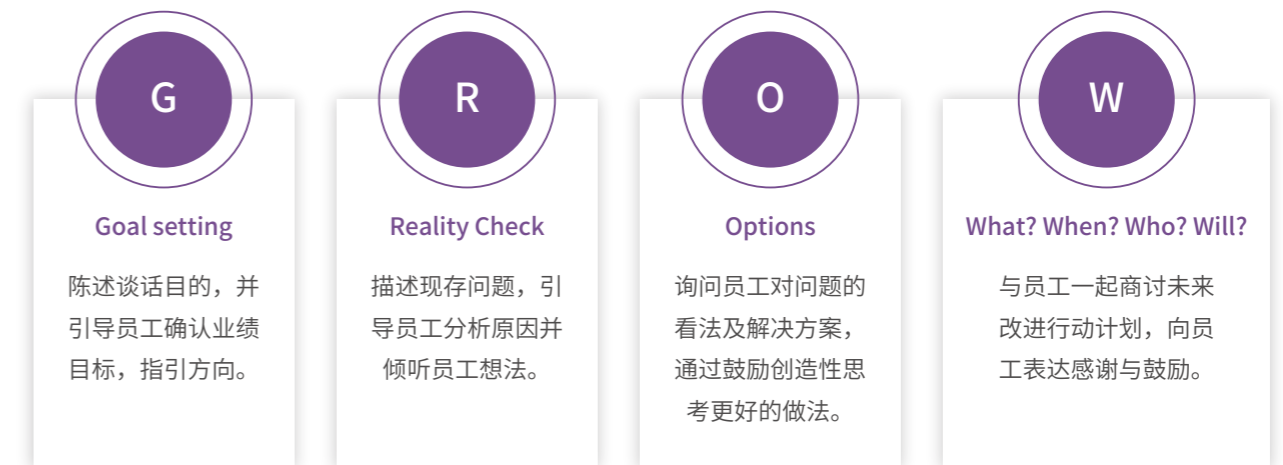 G
Goal setting
陈述谈话目的，并
引导员工确认业绩
目标，指引方向。
R
Reality Check
描述现存问题，引
导员工分析原因并
倾听员工想法。
O
Options
询问员工对问题的
看法及解决方案，
通过鼓励创造性思
考更好的做法。
W
What? When? Who? Will?
与员工一起商讨未来
改进行动计划，向员
工表达感谢与鼓励。